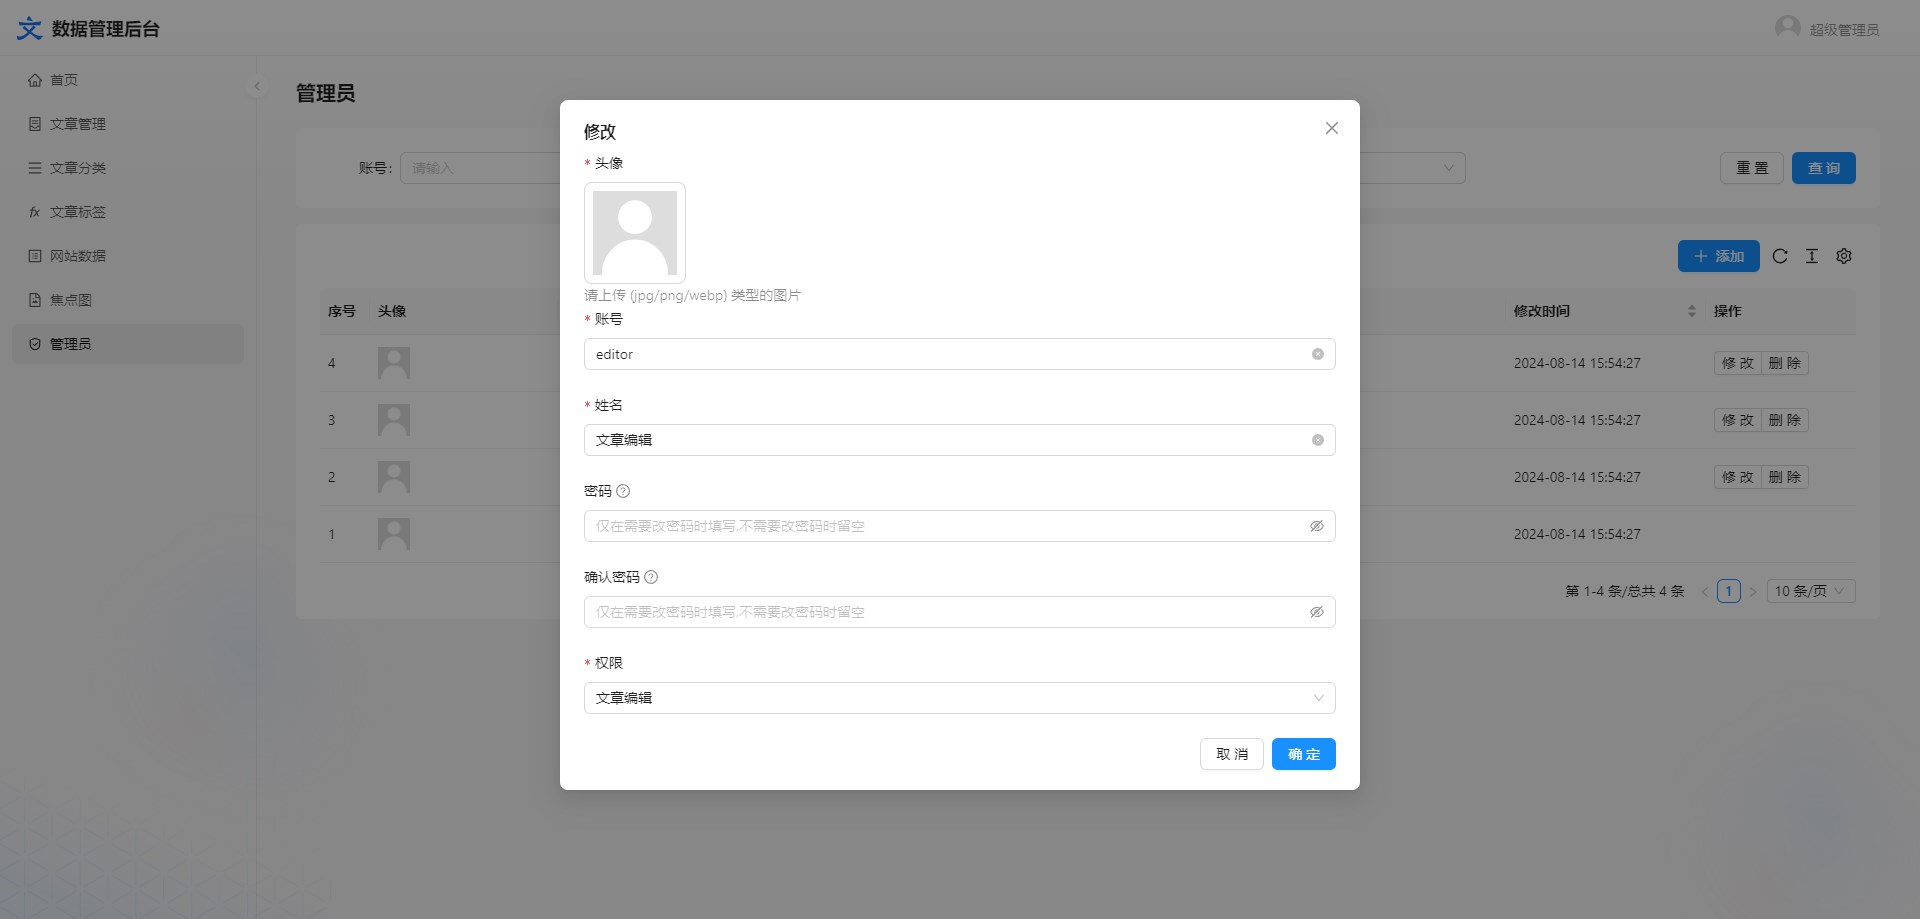 数据管理后台
超级管理员
首页
文章管理
文章分类
fx 文章标签
网站数据
焦点图
管理员
管理员
账号: 请输入
重 置
查 询
添加
序号 头像 修改时间 操作
4 2024-08-14 15:54:27 修 改 删 除
3 2024-08-14 15:54:27 修 改 删 除
2 2024-08-14 15:54:27 修 改 删 除
1 2024-08-14 15:54:27
第 1-4 条/总共 4 条 < 1 > 10 条/页
修改
* 头像
请上传 (jpg/png/webp) 类型的图片
* 账号
editor
* 姓名
文章编辑
密码
仅在需要改密码时填写,不需要改密码时留空
确认密码
仅在需要改密码时填写,不需要改密码时留空
* 权限
文章编辑
取 消
确 定